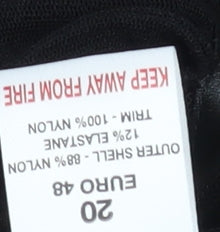 20
EURO 48
OUTER SHELL - 88% NYLON
12% ELASTANE
TRIM - 100% NYLON
KEEP AWAY FROM FIRE